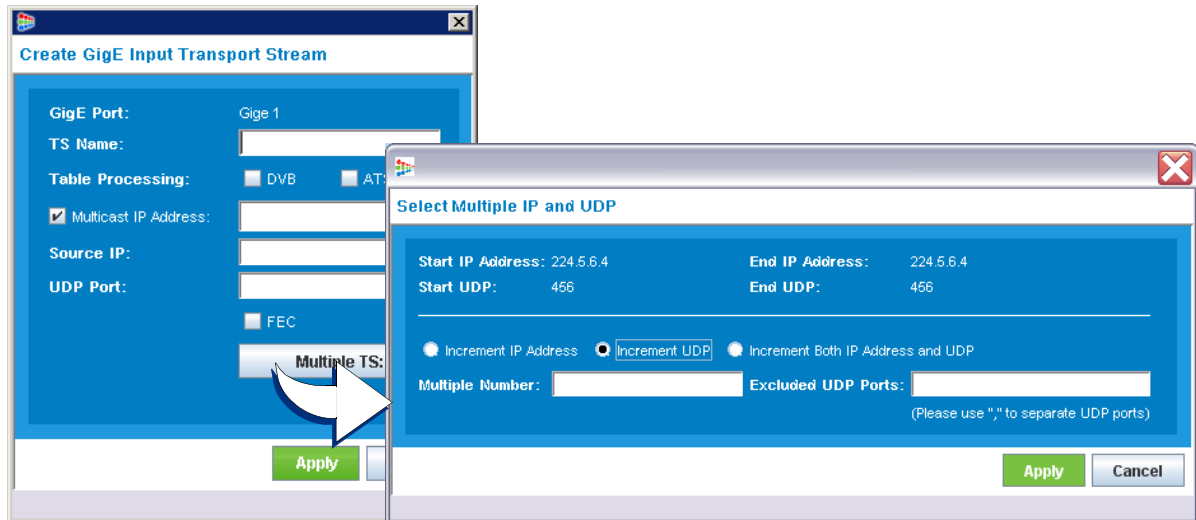 Create GigE Input Transport Stream
GigE Port: Gige 1
TS Name:
Table Processing: DVB ATS
Multicast IP Address:
Source IP:
UDP Port:
FEC
Multiple TS:
Apply
Select Multiple IP and UDP
Start IP Address: 224.5.6.4 End IP Address: 224.5.6.4
Start UDP: 456 End UDP: 456
Increment IP Address Increment UDP Increment Both IP Address and UDP
Multiple Number: Excluded UDP Ports:
(Please use "," to separate UDP ports)
Apply Cancel